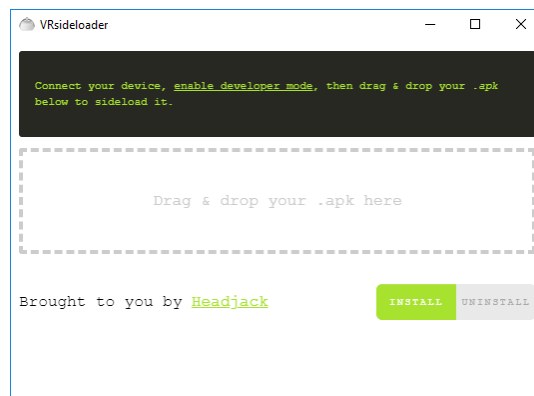 VRsideloader
Connect your device, enable developer mode, then drag & drop your .apk
below to sideload it.
Drag & drop your .apk here
Brought to you by Headjack
INSTALL UNINSTALL